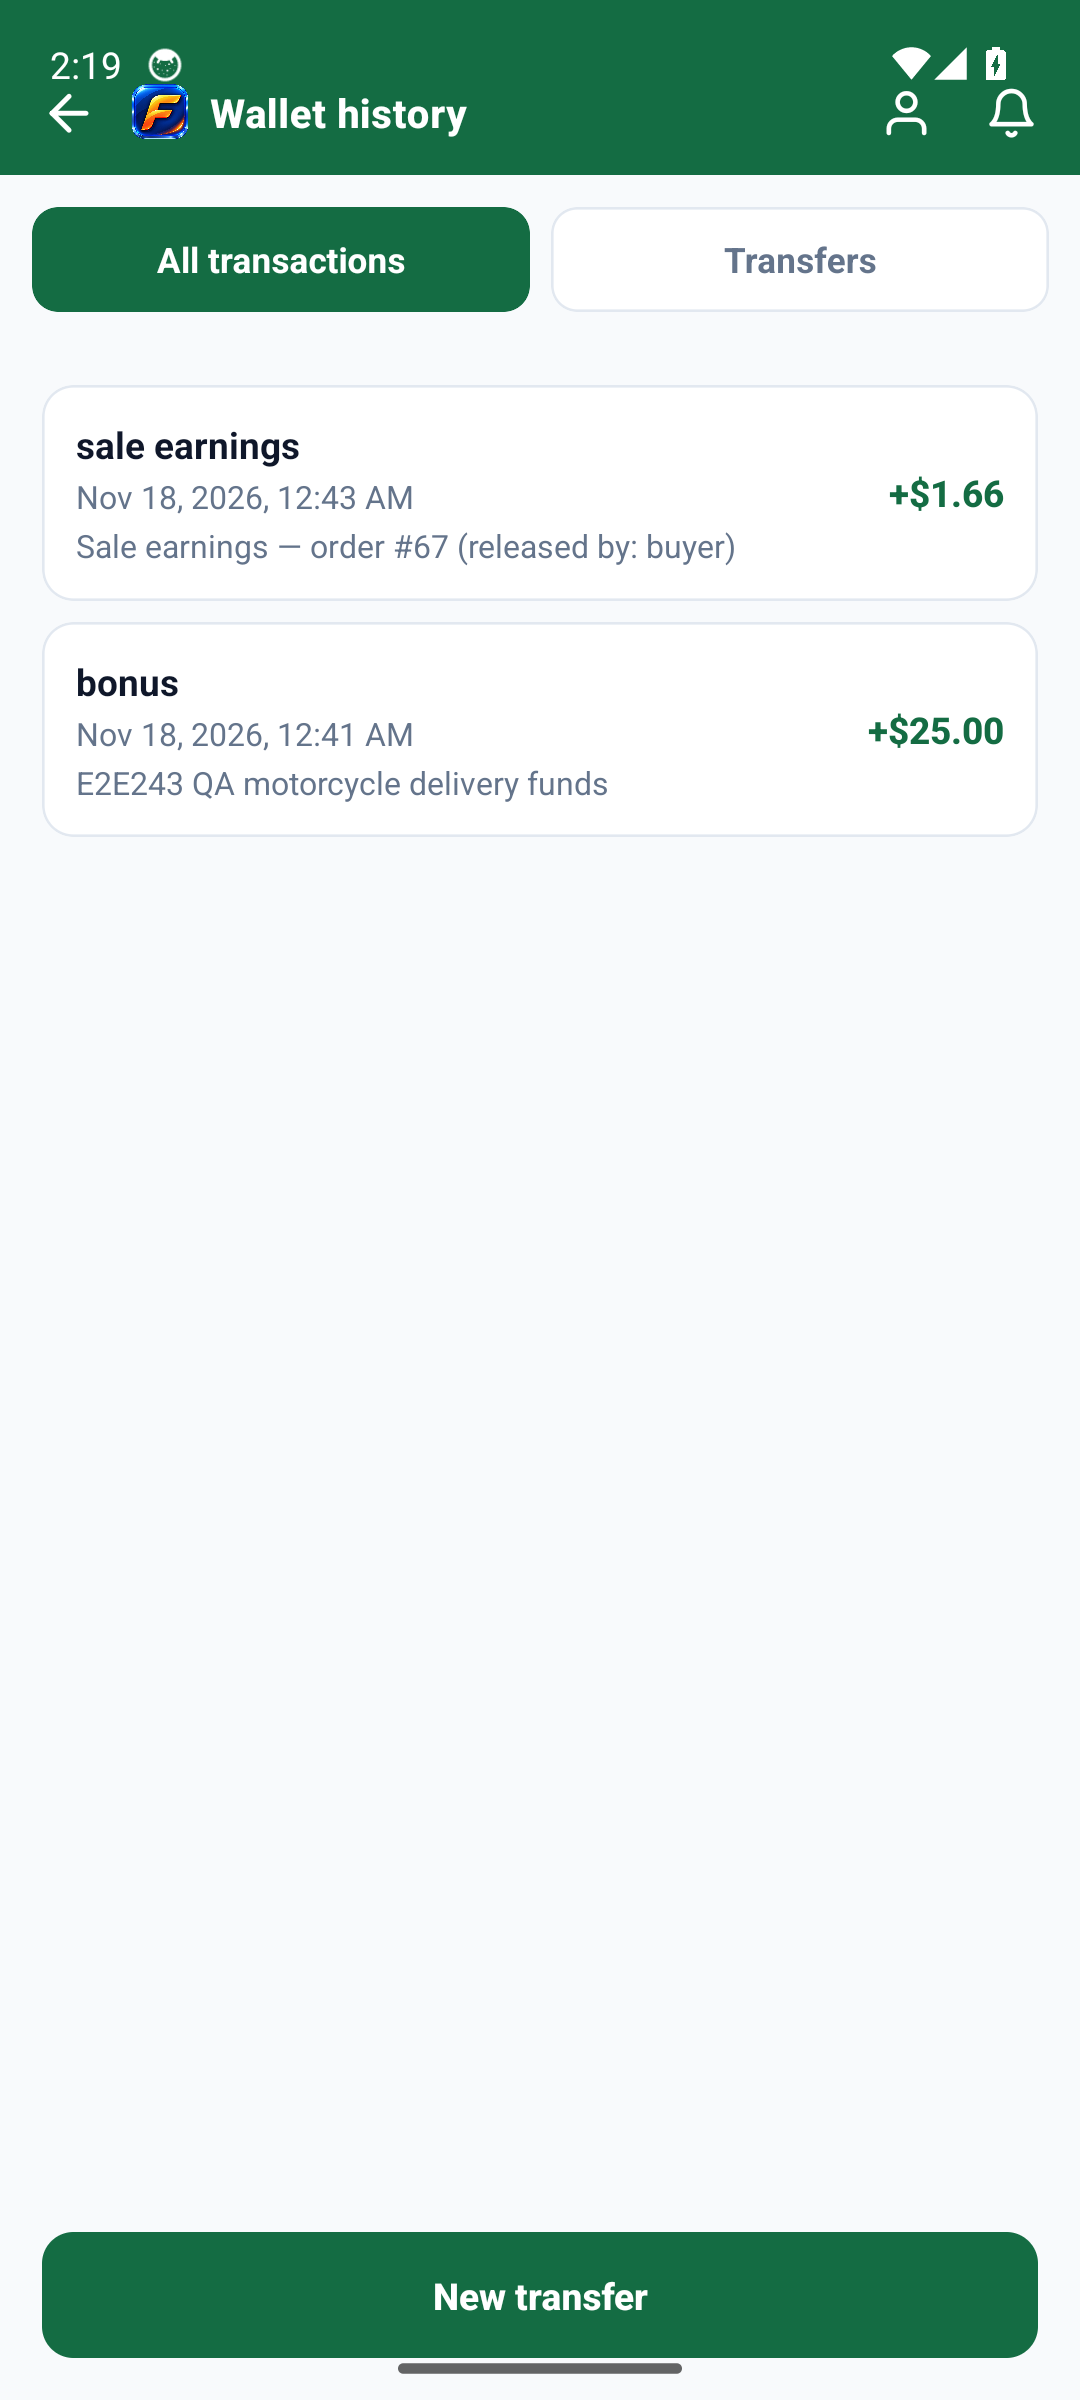 2:19
Wallet history
All transactions
Transfers
sale earnings
Nov 18, 2026, 12:43 AM
+$1.66
Sale earnings — order #67 (released by: buyer)
bonus
Nov 18, 2026, 12:41 AM
+$25.00
E2E243 QA motorcycle delivery funds
New transfer